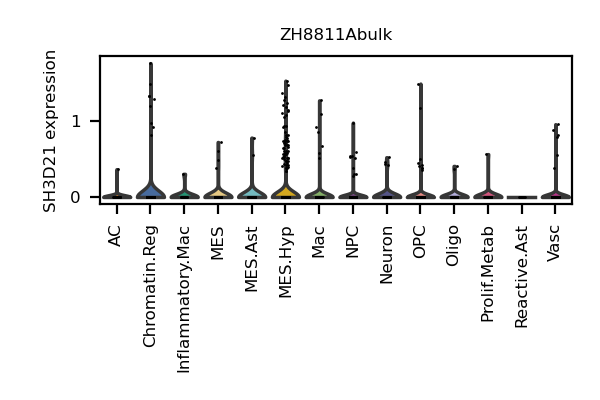 ZH8811Abulk
SH3D21 expression
1
0
AC
Chromatin.Reg
Inflammatory.Mac
MES
MES.Ast
MES.Hyp
Mac
NPC
Neuron
OPC
Oligo
Prolif.Metab
Reactive.Ast
Vasc